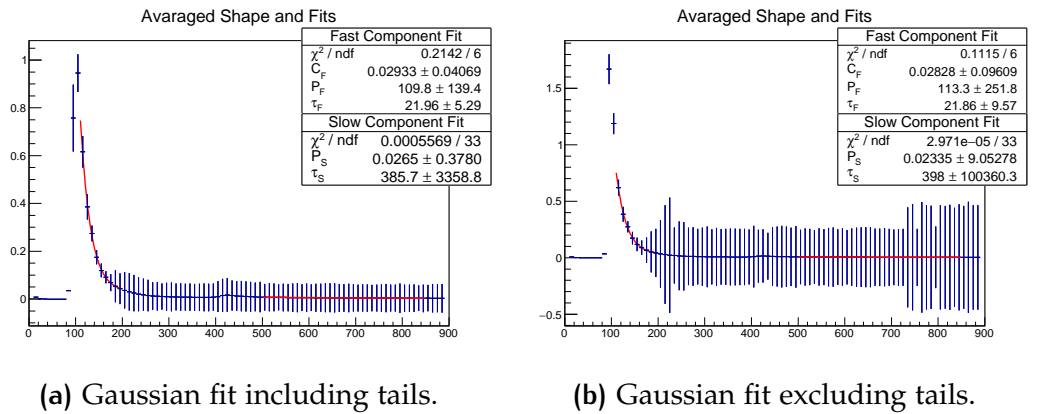 Avaraged Shape and Fits
Fast Component Fit
χ² / ndf 0.2142 / 6
C_F 0.02933 ± 0.04069
P_F 109.8 ± 139.4
τ_F 21.96 ± 5.29
Slow Component Fit
χ² / ndf 0.0005569 / 33
P_S 0.0265 ± 0.3780
τ_S 385.7 ± 3358.8
1
0.8
0.6
0.4
0.2
0
0 100 200 300 400 500 600 700 800 900
(a) Gaussian fit including tails.
Avaraged Shape and Fits
Fast Component Fit
χ² / ndf 0.1115 / 6
C_F 0.02828 ± 0.09609
P_F 113.3 ± 251.8
τ_F 21.86 ± 9.57
Slow Component Fit
χ² / ndf 2.971e−05 / 33
P_S 0.02335 ± 9.05278
τ_S 398 ± 100360.3
1.5
1
0.5
0
−0.5
0 100 200 300 400 500 600 700 800 900
(b) Gaussian fit excluding tails.